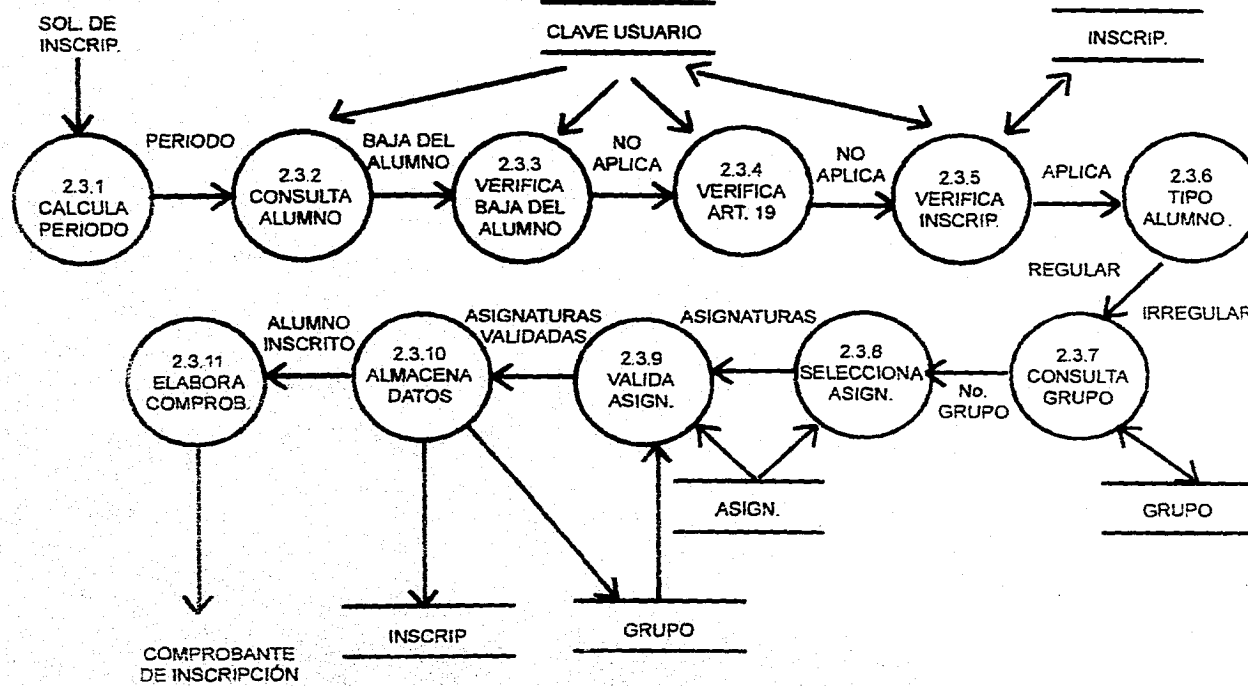 SOL. DE
INSCRIP.
CLAVE USUARIO
INSCRIP.
PERIODO
BAJA DEL
ALUMNO
NO
APLICA
NO
APLICA
APLICA
2.3.1
CALCULA
PERIODO
2.3.2
CONSULTA
ALUMNO
2.3.3
VERIFICA
BAJA DEL
ALUMNO
2.3.4
VERIFICA
ART. 19
2.3.5
VERIFICA
INSCRIP.
2.3.6
TIPO
ALUMNO.
REGULAR
IRREGULAR
ALUMNO
INSCRITO
ASIGNATURAS
VALIDADAS
ASIGNATURAS
No.
GRUPO
2.3.11
ELABORA
COMPROB.
2.3.10
ALMACENA
DATOS
2.3.9
VALIDA
ASIGN.
2.3.8
SELECCIONA
ASIGN.
2.3.7
CONSULTA
GRUPO
ASIGN.
GRUPO
INSCRIP
GRUPO
COMPROBANTE
DE INSCRIPCIÓN